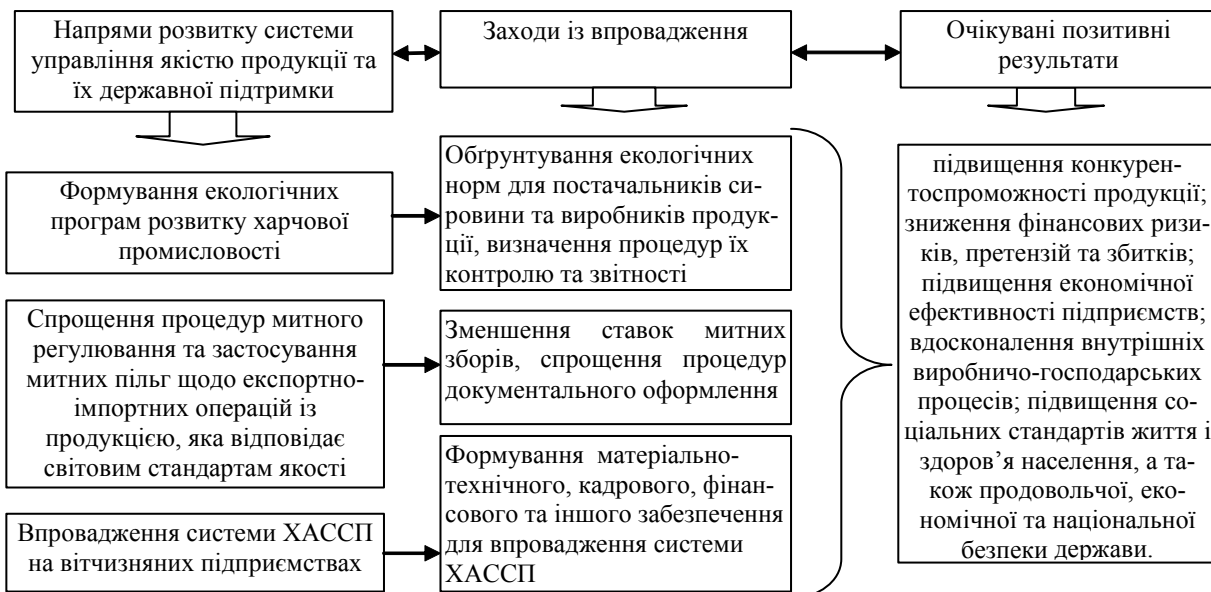 Напрями розвитку системи
управління якістю продукції та
їх державної підтримки
Заходи із впровадження
Очікувані позитивні
результати
Формування екологічних
програм розвитку харчової
промисловості
Обґрунтування екологічних
норм для постачальників си-
ровини та виробників продук-
ції, визначення процедур їх
контролю та звітності
Спрощення процедур митного
регулювання та застосування
митних пільг щодо експортно-
імпортних операцій із
продукцією, яка відповідає
світовим стандартам якості
Зменшення ставок митних
зборів, спрощення процедур
документального оформлення
Впровадження системи ХАССП
на вітчизняних підприємствах
Формування матеріально-
технічного, кадрового, фінан-
сового та іншого забезпечення
для впровадження системи
ХАССП
підвищення конкурен-
тоспроможності продукції;
зниження фінансових ризи-
ків, претензій та збитків;
підвищення економічної
ефективності підприємств;
вдосконалення внутрішніх
виробничо-господарських
процесів; підвищення со-
ціальних стандартів життя і
здоров’я населення, а та-
кож продовольчої, еко-
номічної та національної
безпеки держави.